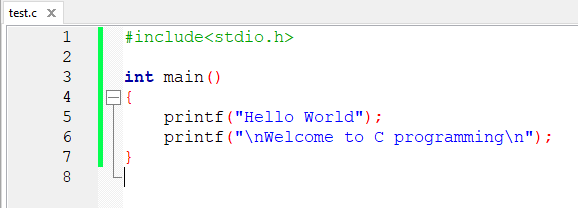 test.c
1 #include<stdio.h>
2
3 int main()
4 {
5     printf("Hello World");
6     printf("\nWelcome to C programming\n");
7 }
8